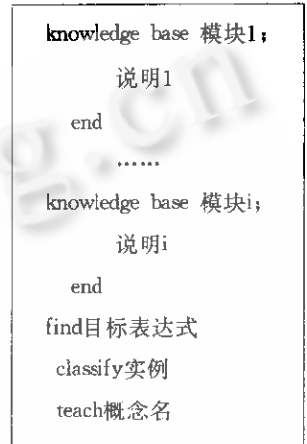 knowledge base 模块1;
说明1
end
……
knowledge base 模块i;
说明i
end
find目标表达式
classify实例
teach概念名
g.cn